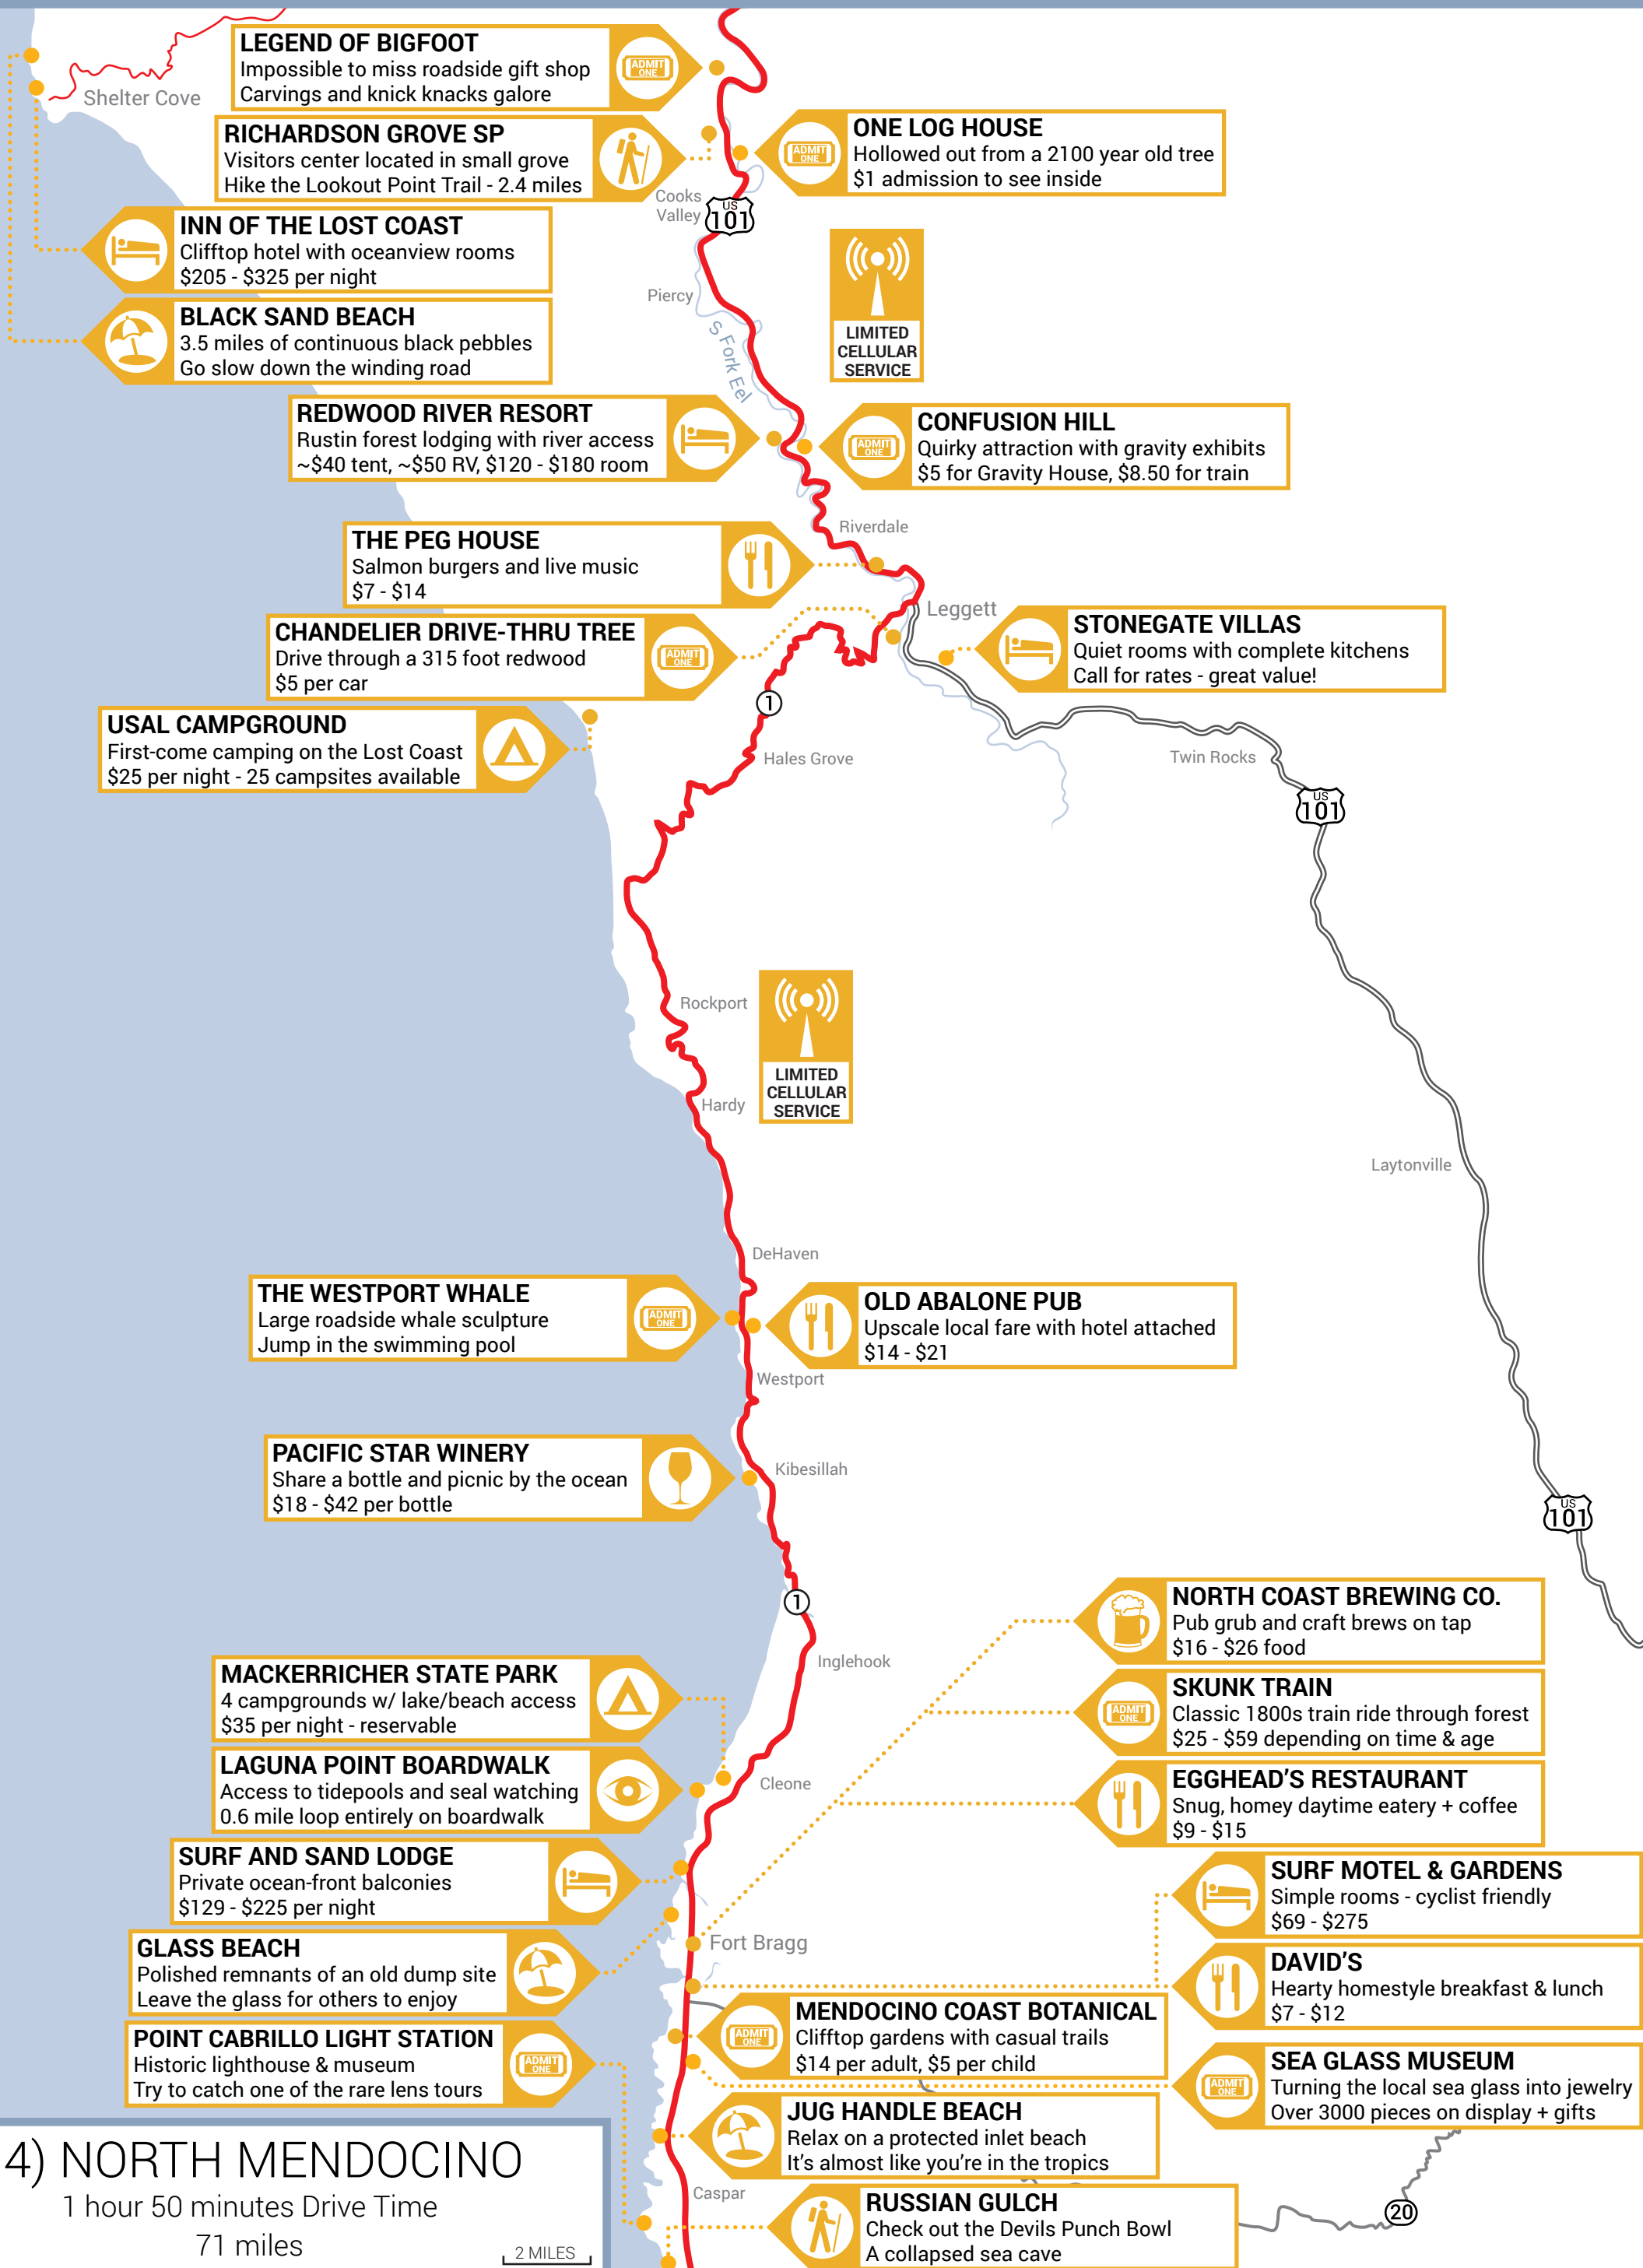 LEGEND OF BIGFOOT
Impossible to miss roadside gift shop
Carvings and knick knacks galore
ADMIT
ONE
Shelter Cove
RICHARDSON GROVE SP
Visitors center located in small grove
Hike the Lookout Point Trail - 2.4 miles
ADMIT
ONE
ONE LOG HOUSE
Hollowed out from a 2100 year old tree
$1 admission to see inside
Cooks
Valley
US
101
INN OF THE LOST COAST
Clifftop hotel with oceanview rooms
$205 - $325 per night
BLACK SAND BEACH
3.5 miles of continuous black pebbles
Go slow down the winding road
Piercy
S Fork Eel
LIMITED
CELLULAR
SERVICE
REDWOOD RIVER RESORT
Rustin forest lodging with river access
~$40 tent, ~$50 RV, $120 - $180 room
ADMIT
ONE
CONFUSION HILL
Quirky attraction with gravity exhibits
$5 for Gravity House, $8.50 for train
Riverdale
THE PEG HOUSE
Salmon burgers and live music
$7 - $14
Leggett
CHANDELIER DRIVE-THRU TREE
Drive through a 315 foot redwood
$5 per car
ADMIT
ONE
STONEGATE VILLAS
Quiet rooms with complete kitchens
Call for rates - great value!
1
USAL CAMPGROUND
First-come camping on the Lost Coast
$25 per night - 25 campsites available
Hales Grove
Twin Rocks
US
101
Rockport
LIMITED
CELLULAR
SERVICE
Hardy
Laytonville
DeHaven
THE WESTPORT WHALE
Large roadside whale sculpture
Jump in the swimming pool
ADMIT
ONE
OLD ABALONE PUB
Upscale local fare with hotel attached
$14 - $21
Westport
PACIFIC STAR WINERY
Share a bottle and picnic by the ocean
$18 - $42 per bottle
Kibesillah
US
101
1
NORTH COAST BREWING CO.
Pub grub and craft brews on tap
$16 - $26 food
Inglehook
MACKERRICHER STATE PARK
4 campgrounds w/ lake/beach access
$35 per night - reservable
ADMIT
ONE
SKUNK TRAIN
Classic 1800s train ride through forest
$25 - $59 depending on time & age
LAGUNA POINT BOARDWALK
Access to tidepools and seal watching
0.6 mile loop entirely on boardwalk
Cleone
EGGHEAD'S RESTAURANT
Snug, homey daytime eatery + coffee
$9 - $15
SURF AND SAND LODGE
Private ocean-front balconies
$129 - $225 per night
SURF MOTEL & GARDENS
Simple rooms - cyclist friendly
$69 - $275
GLASS BEACH
Polished remnants of an old dump site
Leave the glass for others to enjoy
Fort Bragg
DAVID'S
Hearty homestyle breakfast & lunch
$7 - $12
ADMIT
ONE
MENDOCINO COAST BOTANICAL
Clifftop gardens with casual trails
$14 per adult, $5 per child
POINT CABRILLO LIGHT STATION
Historic lighthouse & museum
Try to catch one of the rare lens tours
ADMIT
ONE
ADMIT
ONE
SEA GLASS MUSEUM
Turning the local sea glass into jewelry
Over 3000 pieces on display + gifts
JUG HANDLE BEACH
Relax on a protected inlet beach
It's almost like you're in the tropics
Caspar
RUSSIAN GULCH
Check out the Devils Punch Bowl
A collapsed sea cave
20
4) NORTH MENDOCINO
1 hour 50 minutes Drive Time
71 miles
2 MILES